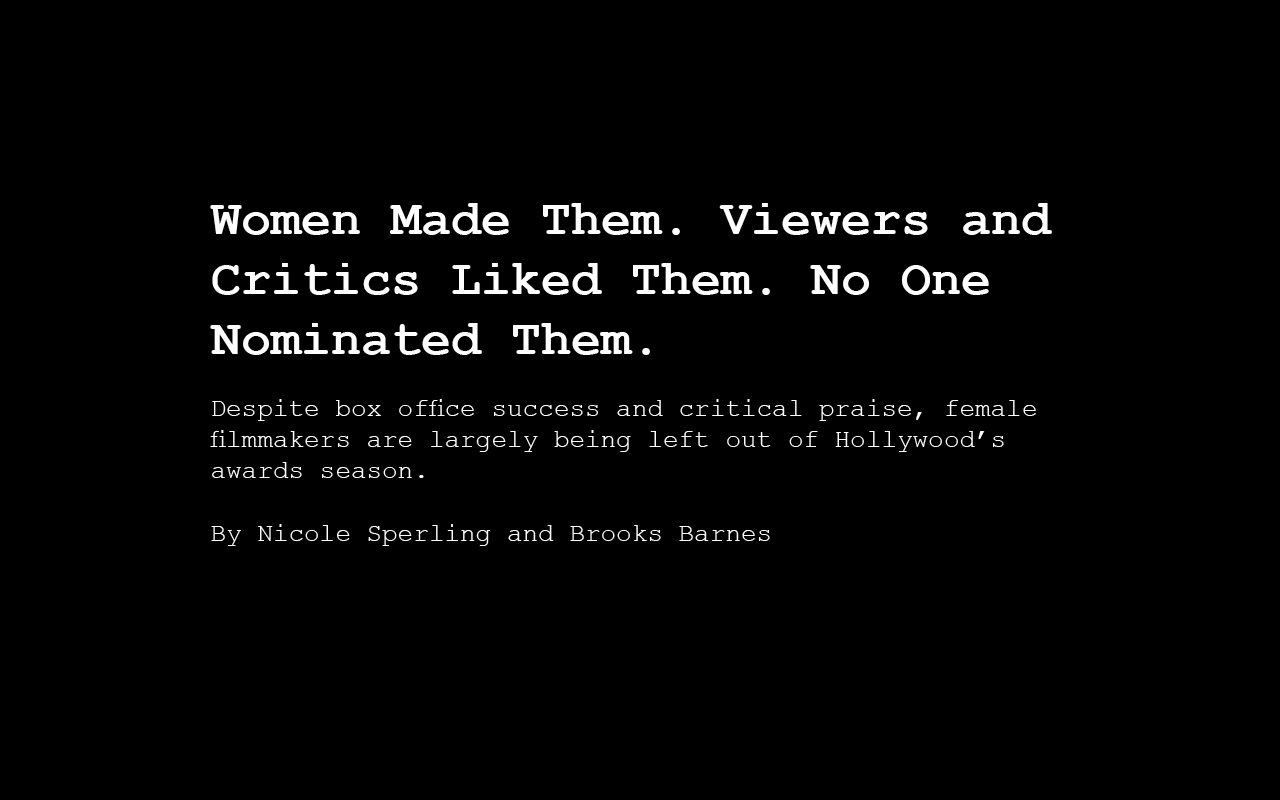 Women Made Them. Viewers and
Critics Liked Them. No One
Nominated Them.
Despite box office success and critical praise, female
filmmakers are largely being left out of Hollywood’s
awards season.
By Nicole Sperling and Brooks Barnes